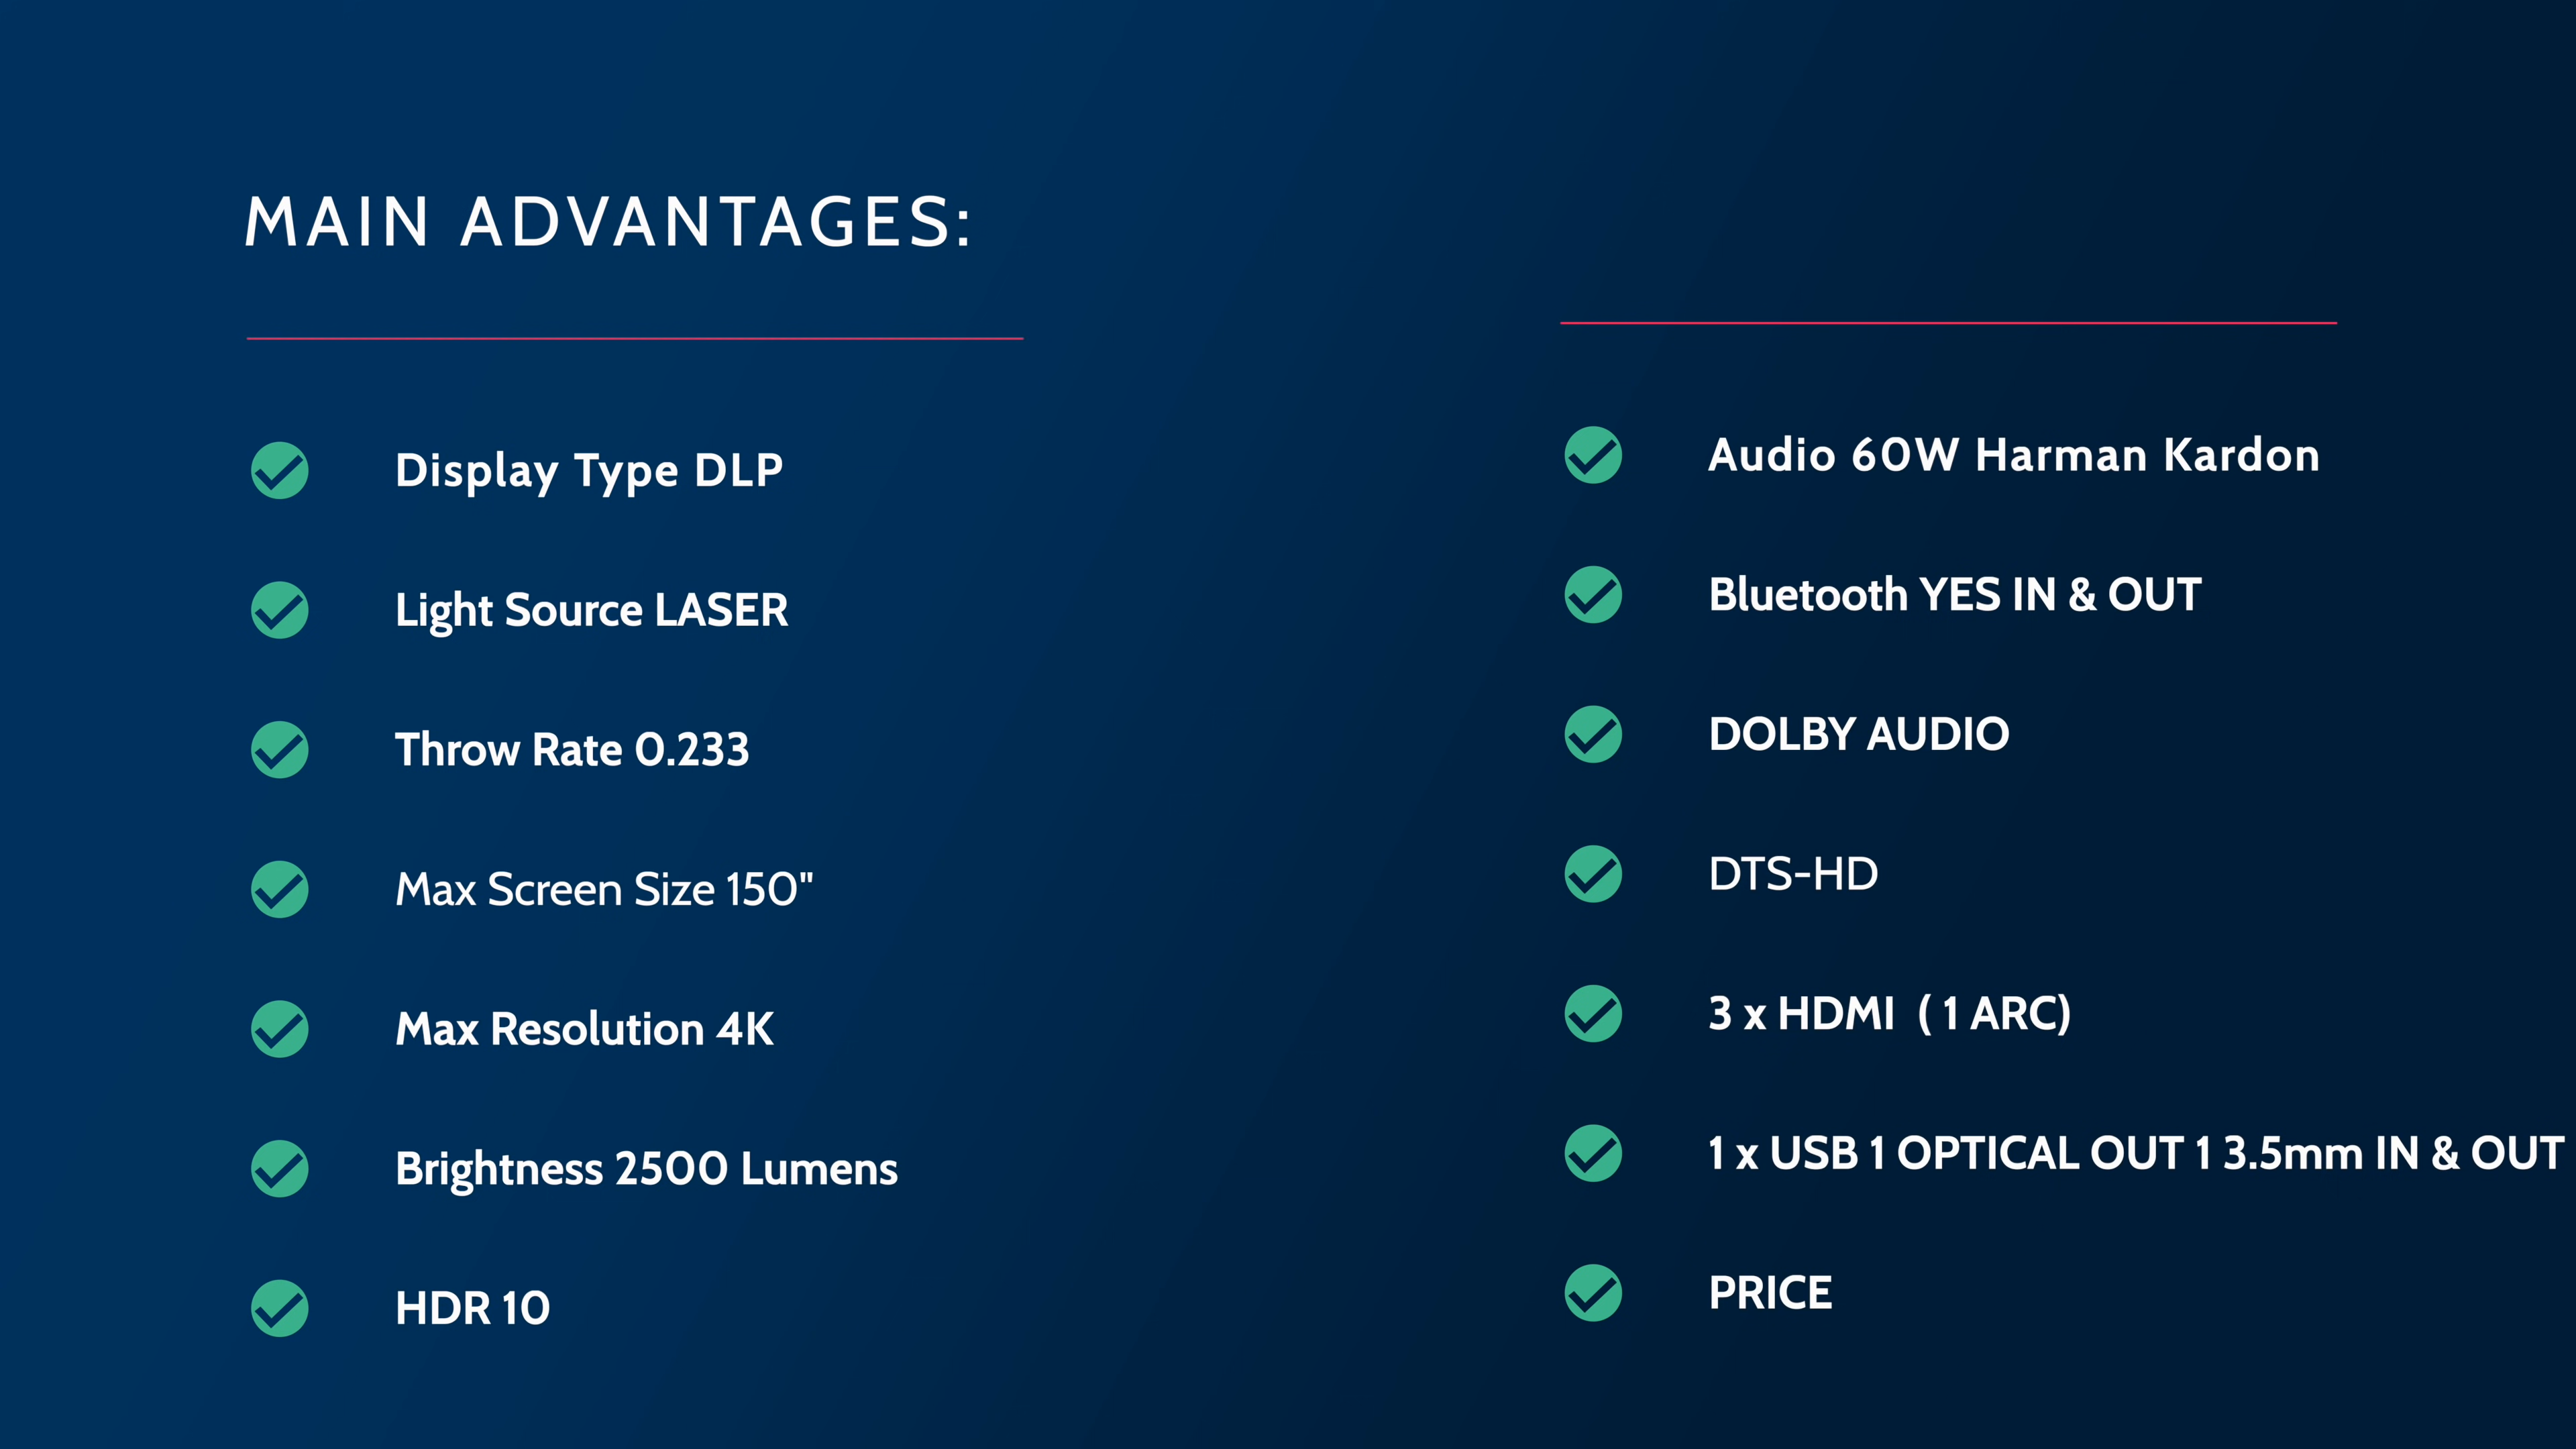 MAIN ADVANTAGES:
Display Type DLP
Light Source LASER
Throw Rate 0.233
Max Screen Size 150"
Max Resolution 4K
Brightness 2500 Lumens
HDR 10
Audio 60W Harman Kardon
Bluetooth YES IN & OUT
DOLBY AUDIO
DTS-HD
3 x HDMI ( 1 ARC)
1 x USB 1 OPTICAL OUT 1 3.5mm IN & OUT
PRICE